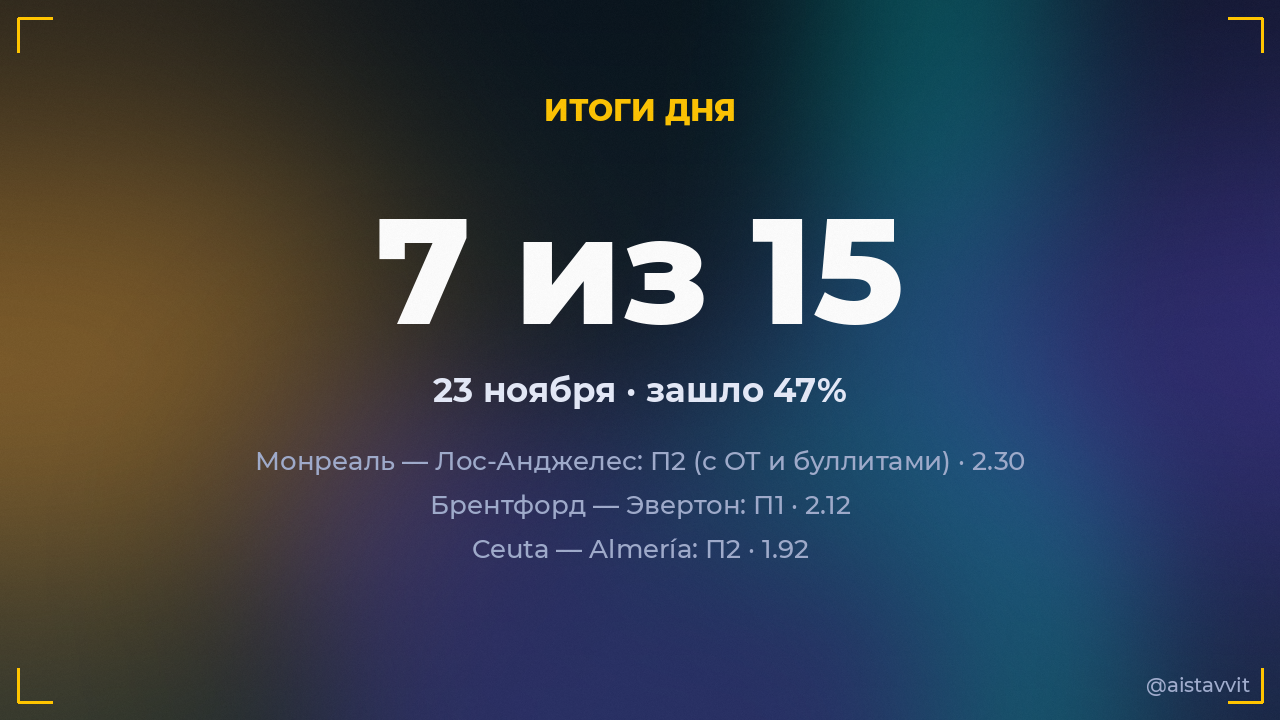 ИТОГИ ДНЯ
7 из 15
23 ноября · зашло 47%
Монреаль — Лос-Анджелес: П2 (с ОТ и буллитами) · 2.30
Брентфорд — Эвертон: П1 · 2.12
Ceuta — Almería: П2 · 1.92
@aistavvit